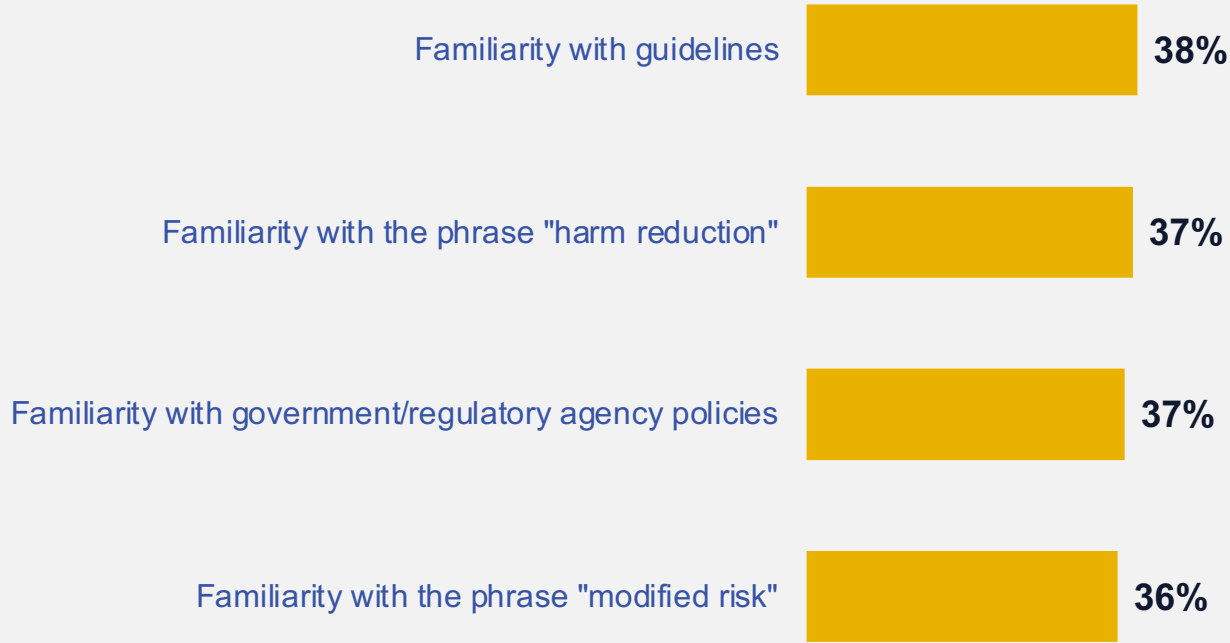 Familiarity with guidelines 38%
Familiarity with the phrase "harm reduction" 37%
Familiarity with government/regulatory agency policies 37%
Familiarity with the phrase "modified risk" 36%